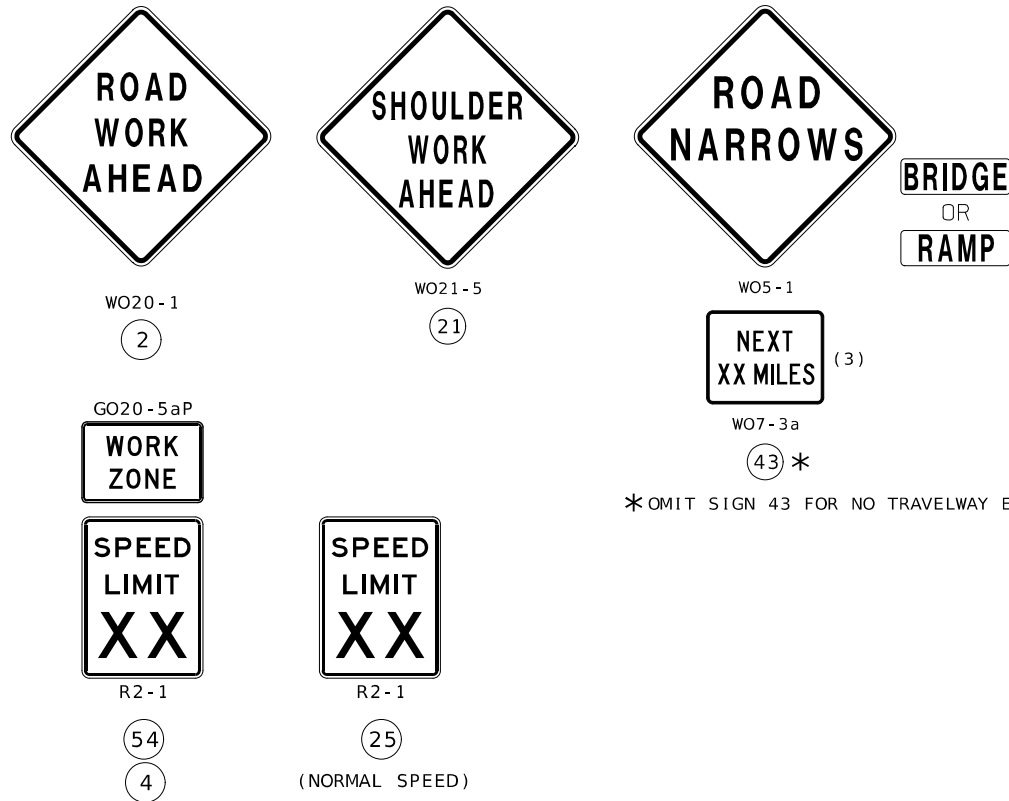 ROAD
WORK
AHEAD
WO20-1
2
SHOULDER
WORK
AHEAD
WO21-5
21
ROAD
NARROWS
WO5-1
BRIDGE
OR
RAMP
NEXT
XX MILES
(3)
WO7-3a
43 *
* OMIT SIGN 43 FOR NO TRAVELWAY
GO20-5aP
WORK
ZONE
SPEED
LIMIT
XX
R2-1
54
4
SPEED
LIMIT
XX
R2-1
25
(NORMAL SPEED)